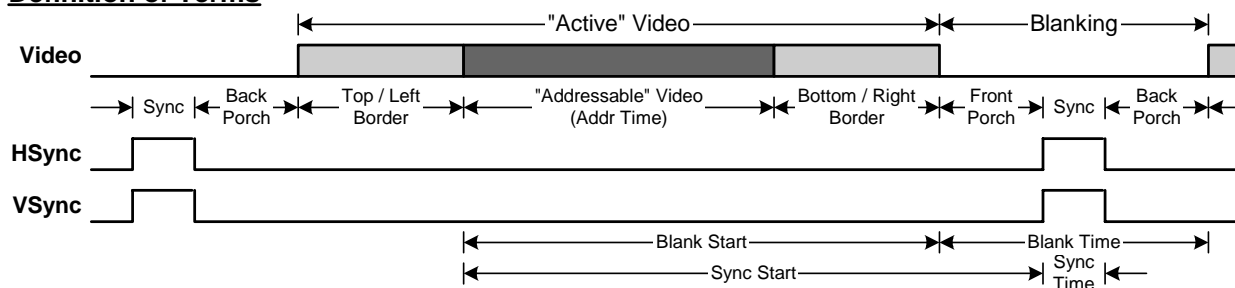 Definition of Terms
"Active" Video
Blanking
Video
Sync
Back Porch
Top / Left Border
"Addressable" Video (Addr Time)
Bottom / Right Border
Front Porch
Sync
Back Porch
HSync
VSync
Blank Start
Blank Time
Sync Start
Sync Time